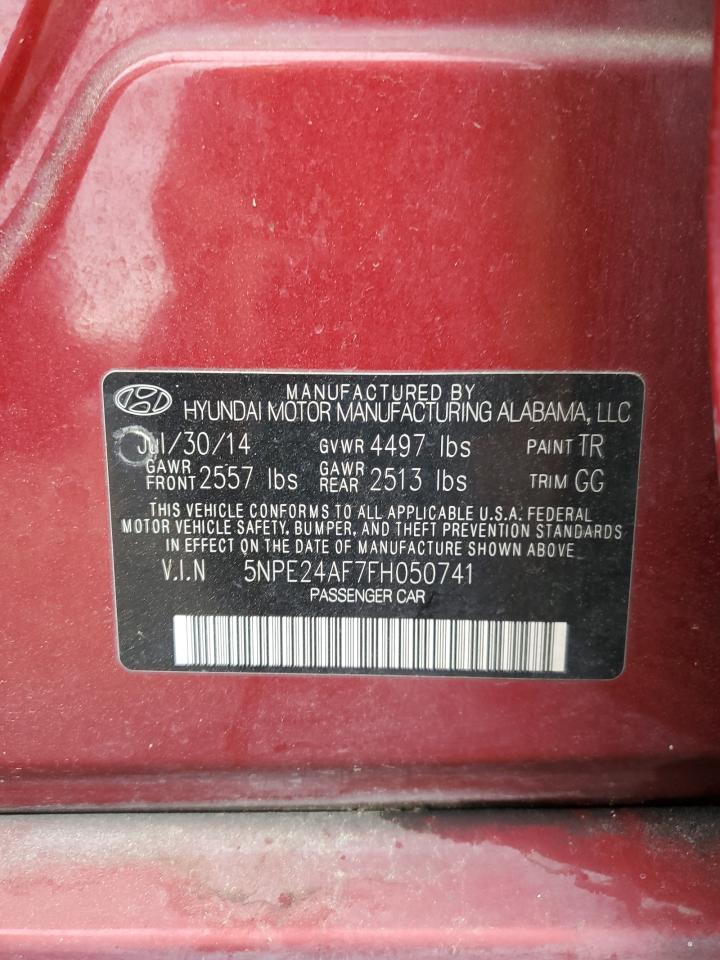 MANUFACTURED BY
HYUNDAI MOTOR MANUFACTURING ALABAMA, LLC
Jul/30/14 GVWR 4497 lbs PAINT TR
GAWR FRONT 2557 lbs GAWR REAR 2513 lbs TRIM GG
THIS VEHICLE CONFORMS TO ALL APPLICABLE U.S.A. FEDERAL
MOTOR VEHICLE SAFETY, BUMPER, AND THEFT PREVENTION STANDARDS
IN EFFECT ON THE DATE OF MANUFACTURE SHOWN ABOVE.
V.I.N 5NPE24AF7FH050741
PASSENGER CAR